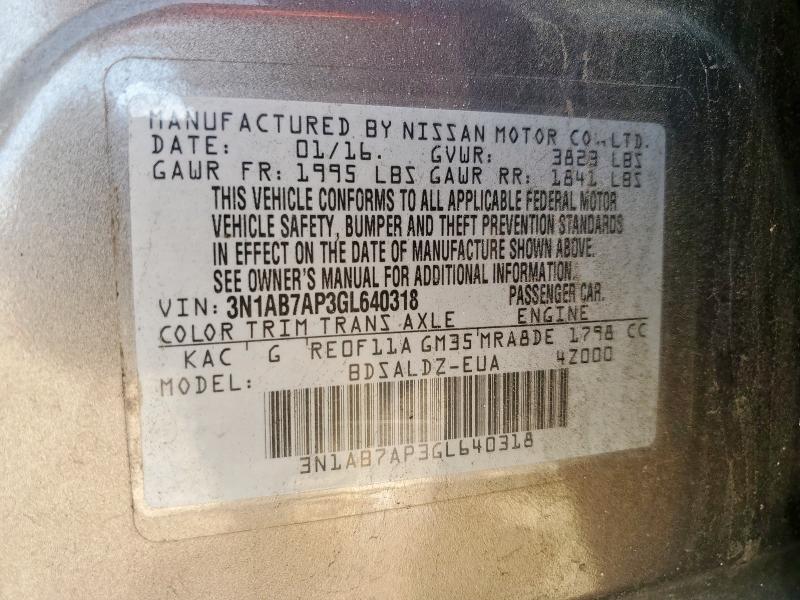 MANUFACTURED BY NISSAN MOTOR CO.,LTD.
DATE: 01/16. GVWR: 3823 LBS
GAWR FR: 1995 LBS GAWR RR: 1841 LBS
THIS VEHICLE CONFORMS TO ALL APPLICABLE FEDERAL MOTOR
VEHICLE SAFETY, BUMPER AND THEFT PREVENTION STANDARDS
IN EFFECT ON THE DATE OF MANUFACTURE SHOWN ABOVE.
SEE OWNER'S MANUAL FOR ADDITIONAL INFORMATION.
VIN: 3N1AB7AP3GL640318 PASSENGER CAR.
COLOR TRIM TRANS AXLE ENGINE
KAC G RE0F11A GM35 MRA8DE 1798 CC
MODEL: BDSALDZ-EUA 4Z000
3N1AB7AP3GL640318